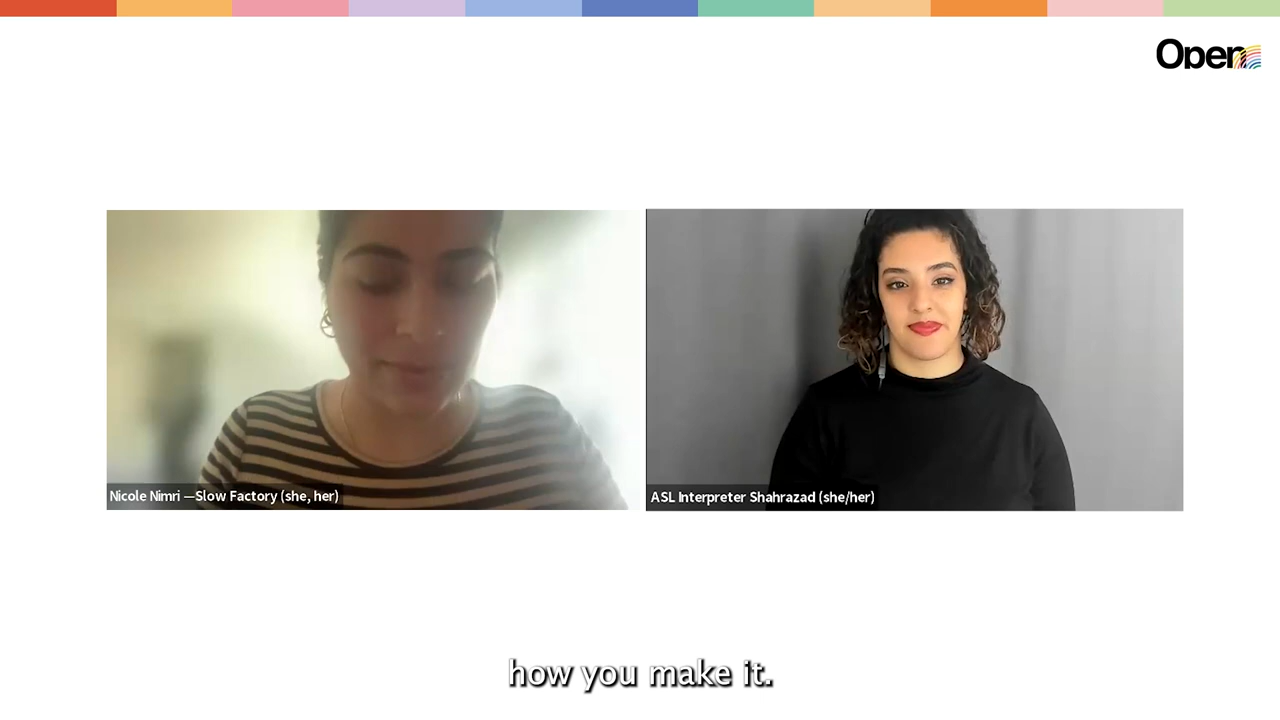 Open
Nicole Nimri —Slow Factory (she, her)
ASL Interpreter Shahrazad (she/her)
how you make it.